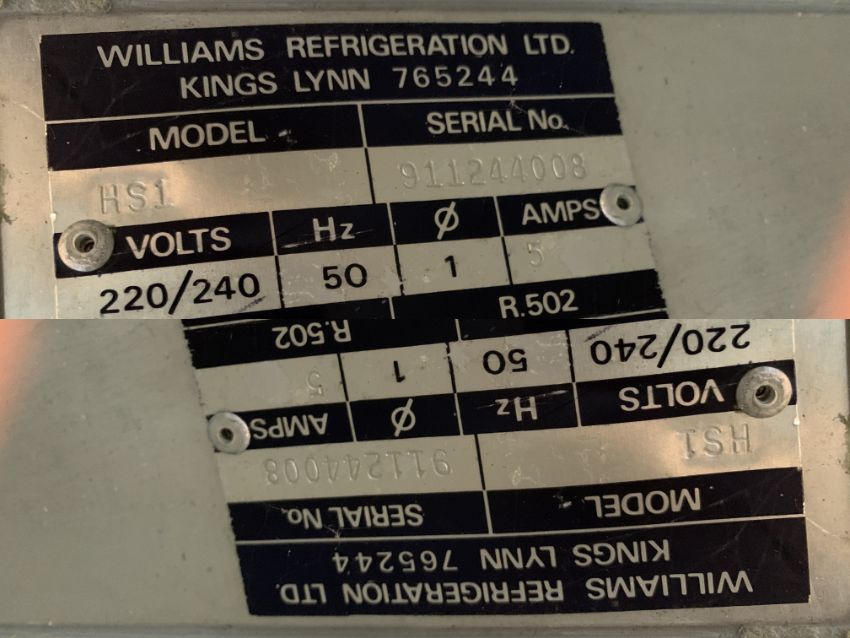 WILLIAMS REFRIGERATION LTD.
KINGS LYNN 765244
MODEL SERIAL No.
HS1 911244008
VOLTS Hz Ø AMPS
220/240 50 1 5
R.502
WILLIAMS REFRIGERATION LTD.
KINGS LYNN 765244
MODEL SERIAL No.
HS1 911244008
VOLTS Hz Ø AMPS
220/240 50 1 5
R.502